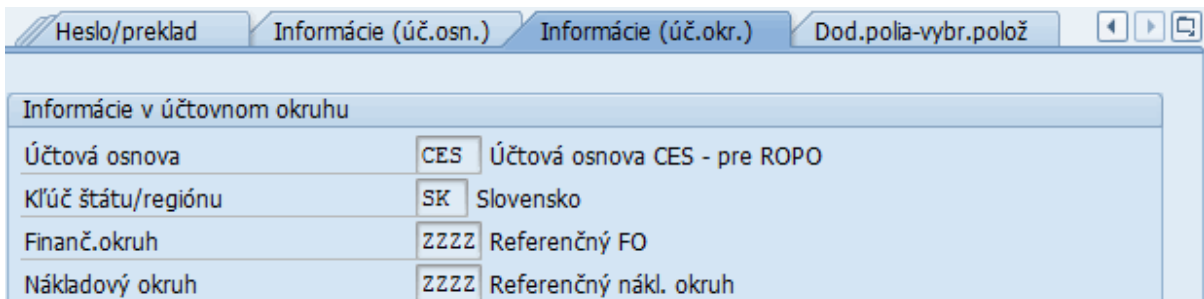 Heslo/preklad Informácie (úč.osn.) Informácie (úč.okr.) Dod.polia-vybr.polož
Informácie v účtovnom okruhu
Účtová osnova CES Účtová osnova CES - pre ROPO
Kľúč štátu/regiónu SK Slovensko
Finanč.okruh ZZZZ Referenčný FO
Nákladový okruh ZZZZ Referenčný nákl. okruh